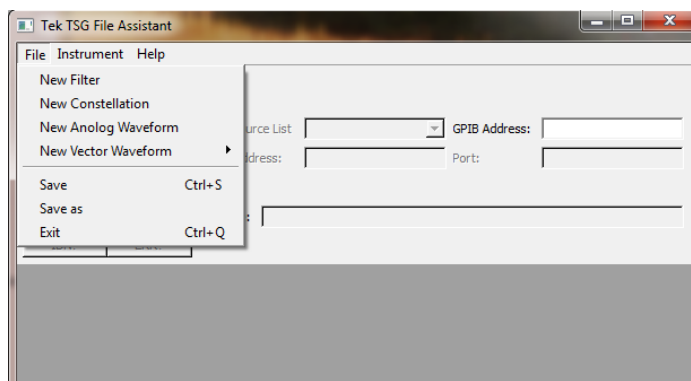 Tek TSG File Assistant
File Instrument Help
New Filter
New Constellation
New Anolog Waveform
New Vector Waveform
Save Ctrl+S
Save as
Exit Ctrl+Q
urce List
GPIB Address:
ddress:
Port:
: